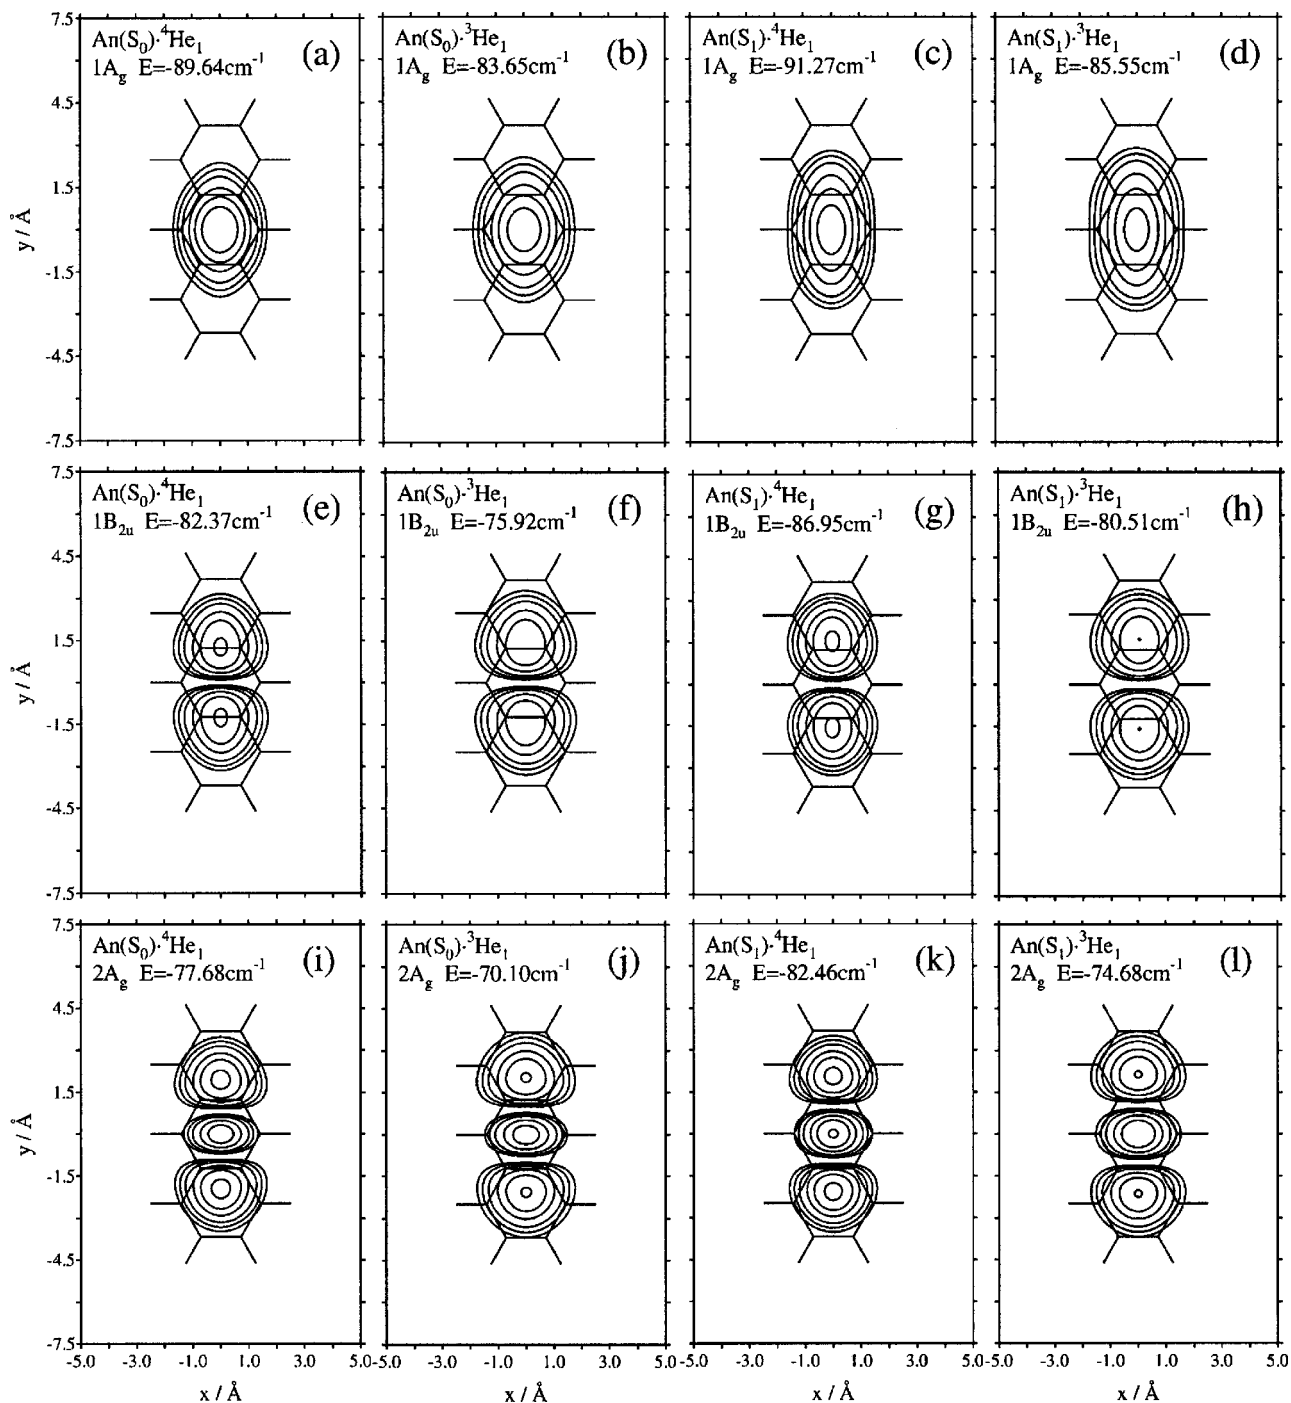 7.5
An(S₀)·⁴He₁
(a)
1A_g E=-89.64cm⁻¹
An(S₀)·³He₁
(b)
1A_g E=-83.65cm⁻¹
An(S₁)·⁴He₁
(c)
1A_g E=-91.27cm⁻¹
An(S₁)·³He₁
(d)
1A_g E=-85.55cm⁻¹
4.5
1.5
y / Å
-1.5
-4.5
-7.5
7.5
An(S₀)·⁴He₁
(e)
1B₂ᵤ E=-82.37cm⁻¹
An(S₀)·³He₁
(f)
1B₂ᵤ E=-75.92cm⁻¹
An(S₁)·⁴He₁
(g)
1B₂ᵤ E=-86.95cm⁻¹
An(S₁)·³He₁
(h)
1B₂ᵤ E=-80.51cm⁻¹
4.5
1.5
y / Å
-1.5
-4.5
-7.5
7.5
An(S₀)·⁴He₁
(i)
2A_g E=-77.68cm⁻¹
An(S₀)·³He₁
(j)
2A_g E=-70.10cm⁻¹
An(S₁)·⁴He₁
(k)
2A_g E=-82.46cm⁻¹
An(S₁)·³He₁
(l)
2A_g E=-74.68cm⁻¹
4.5
1.5
y / Å
-1.5
-4.5
-7.5
-5.0 -3.0 -1.0 1.0 3.0 5.0 -5.0 -3.0 -1.0 1.0 3.0 5.0 -5.0 -3.0 -1.0 1.0 3.0 5.0 -5.0 -3.0 -1.0 1.0 3.0 5.0
x / Å x / Å x / Å x / Å